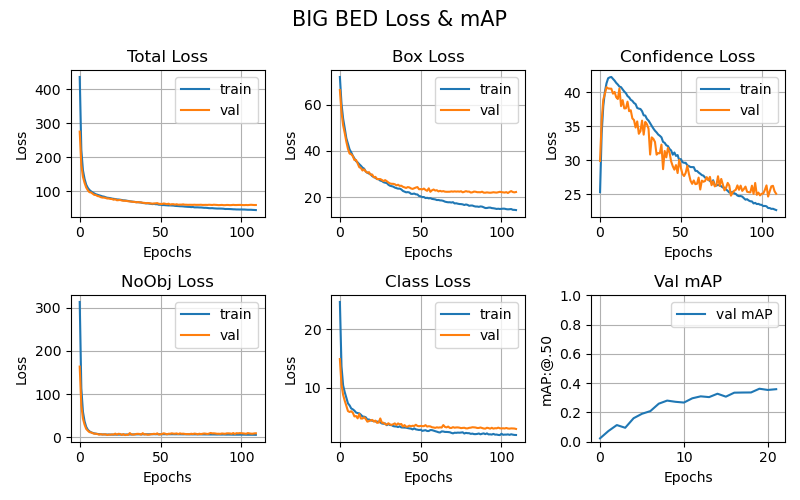 BIG BED Loss & mAP
Total Loss
Loss
400
300
200
100
0
100
Epochs
train
val
Box Loss
Loss
60
40
20
0
50
100
Epochs
train
val
Confidence Loss
Loss
40
35
30
25
0
50
100
Epochs
train
val
NoObj Loss
Loss
300
200
100
0
0
100
Epochs
train
val
Class Loss
Loss
20
10
0
50
100
Epochs
train
val
Val mAP
mAP:@.50
1.0
0.8
0.6
0.4
0.2
0.0
0
10
20
Epochs
val mAP